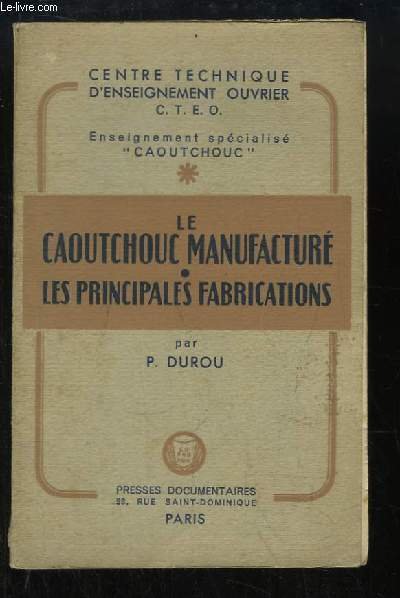 Le-livre.com
CENTRE TECHNIQUE
D'ENSEIGNEMENT OUVRIER
C. T. E. O.
Enseignement spécialisé
"CAOUTCHOUC"
LE
CAOUTCHOUC MANUFACTURÉ
LES PRINCIPALES FABRICATIONS
par
P. DUROU
PRESSES DOCUMENTAIRES
RUE SAINT-DOMINIQUE
PARIS